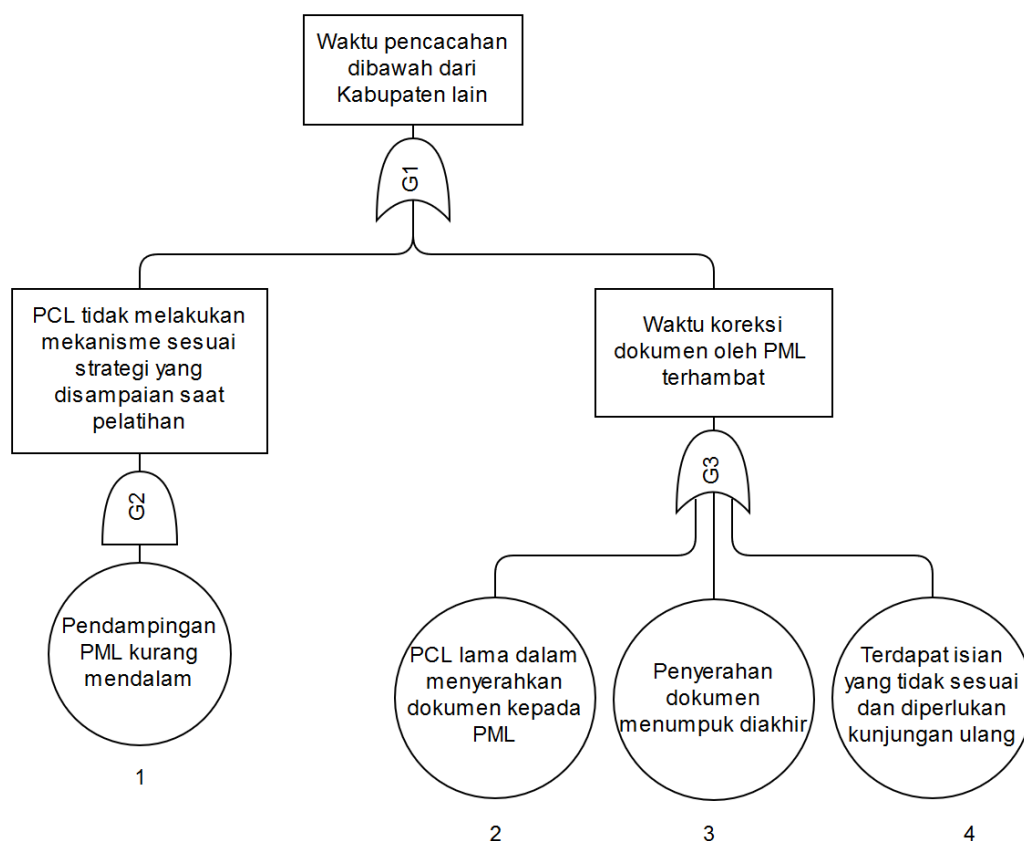 Waktu pencacahan
dibawah dari
Kabupaten lain
G1
PCL tidak melakukan
mekanisme sesuai
strategi yang
disampaian saat
pelatihan
Waktu koreksi
dokumen oleh PML
terhambat
G2
G3
Pendampingan
PML kurang
mendalam
PCL lama dalam
menyerahkan
dokumen kepada
PML
Penyerahan
dokumen
menumpuk diakhir
Terdapat isian
yang tidak sesuai
dan diperlukan
kunjungan ulang
1
2
3
4